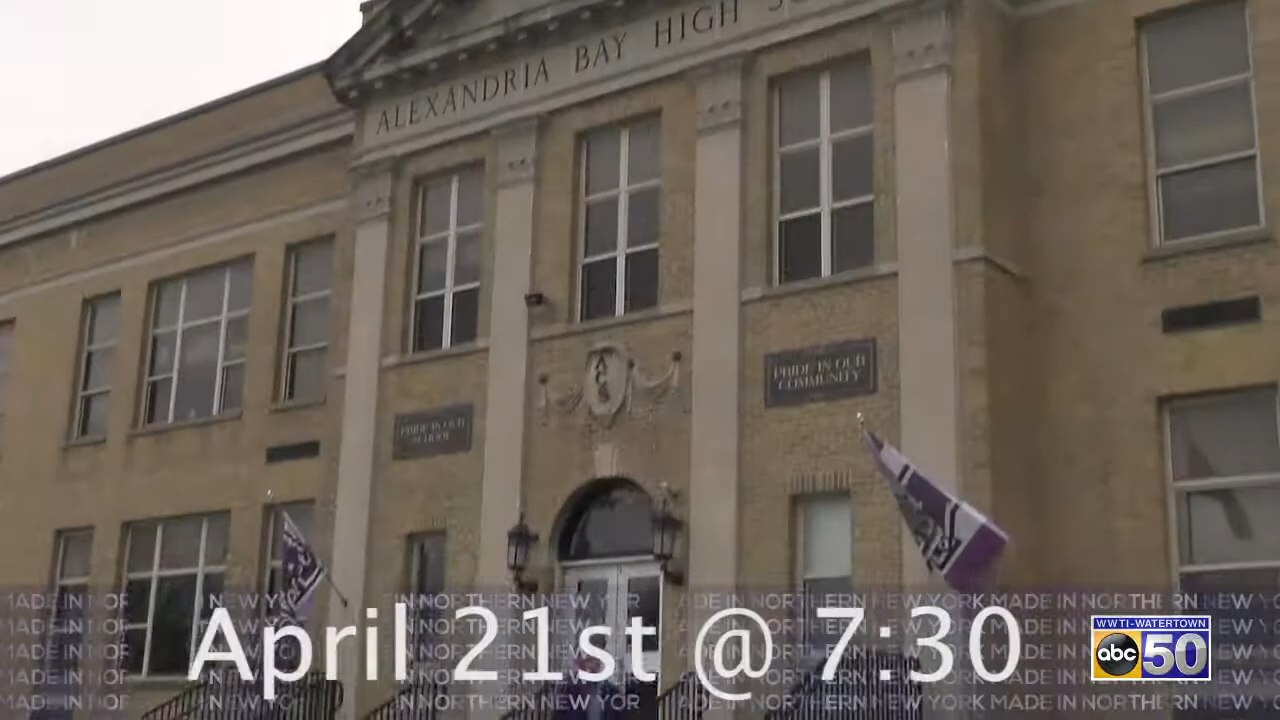 ALEXANDRIA BAY HIGH
ACS
PRIDE IN OUR
COMMUNITY
PRIDE IN OUR
SCHOOL
MADE IN NORTHERN NEW YORK MADE IN NORTHERN NEW YORK
April 21st @ 7:30
WWTI-WATERTOWN
abc 50